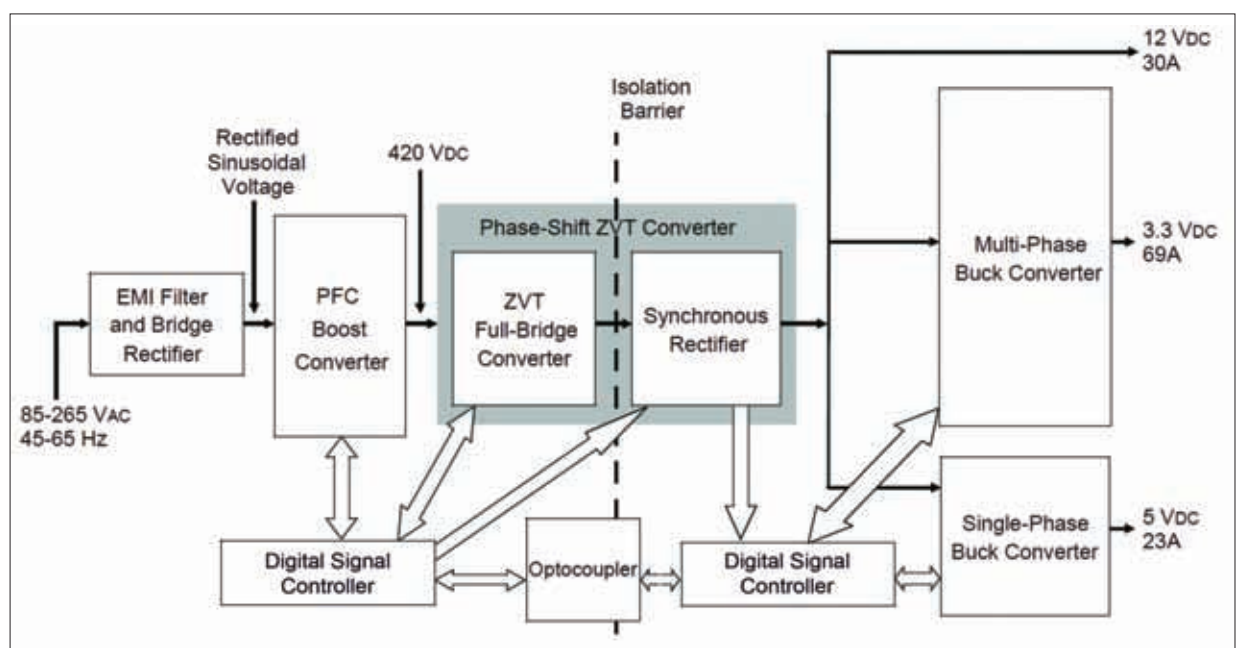 12 VDC
30A
Isolation
Barrier
Rectified
Sinusoidal
Voltage
420 VDC
Phase-Shift ZVT Converter
Multi-Phase
Buck Converter
3.3 VDC
69A
EMI Filter
and Bridge
Rectifier
PFC
Boost
Converter
ZVT
Full-Bridge
Converter
Synchronous
Rectifier
85-265 VAC
45-65 Hz
Digital Signal
Controller
Optocoupler
Digital Signal
Controller
Single-Phase
Buck Converter
5 VDC
23A